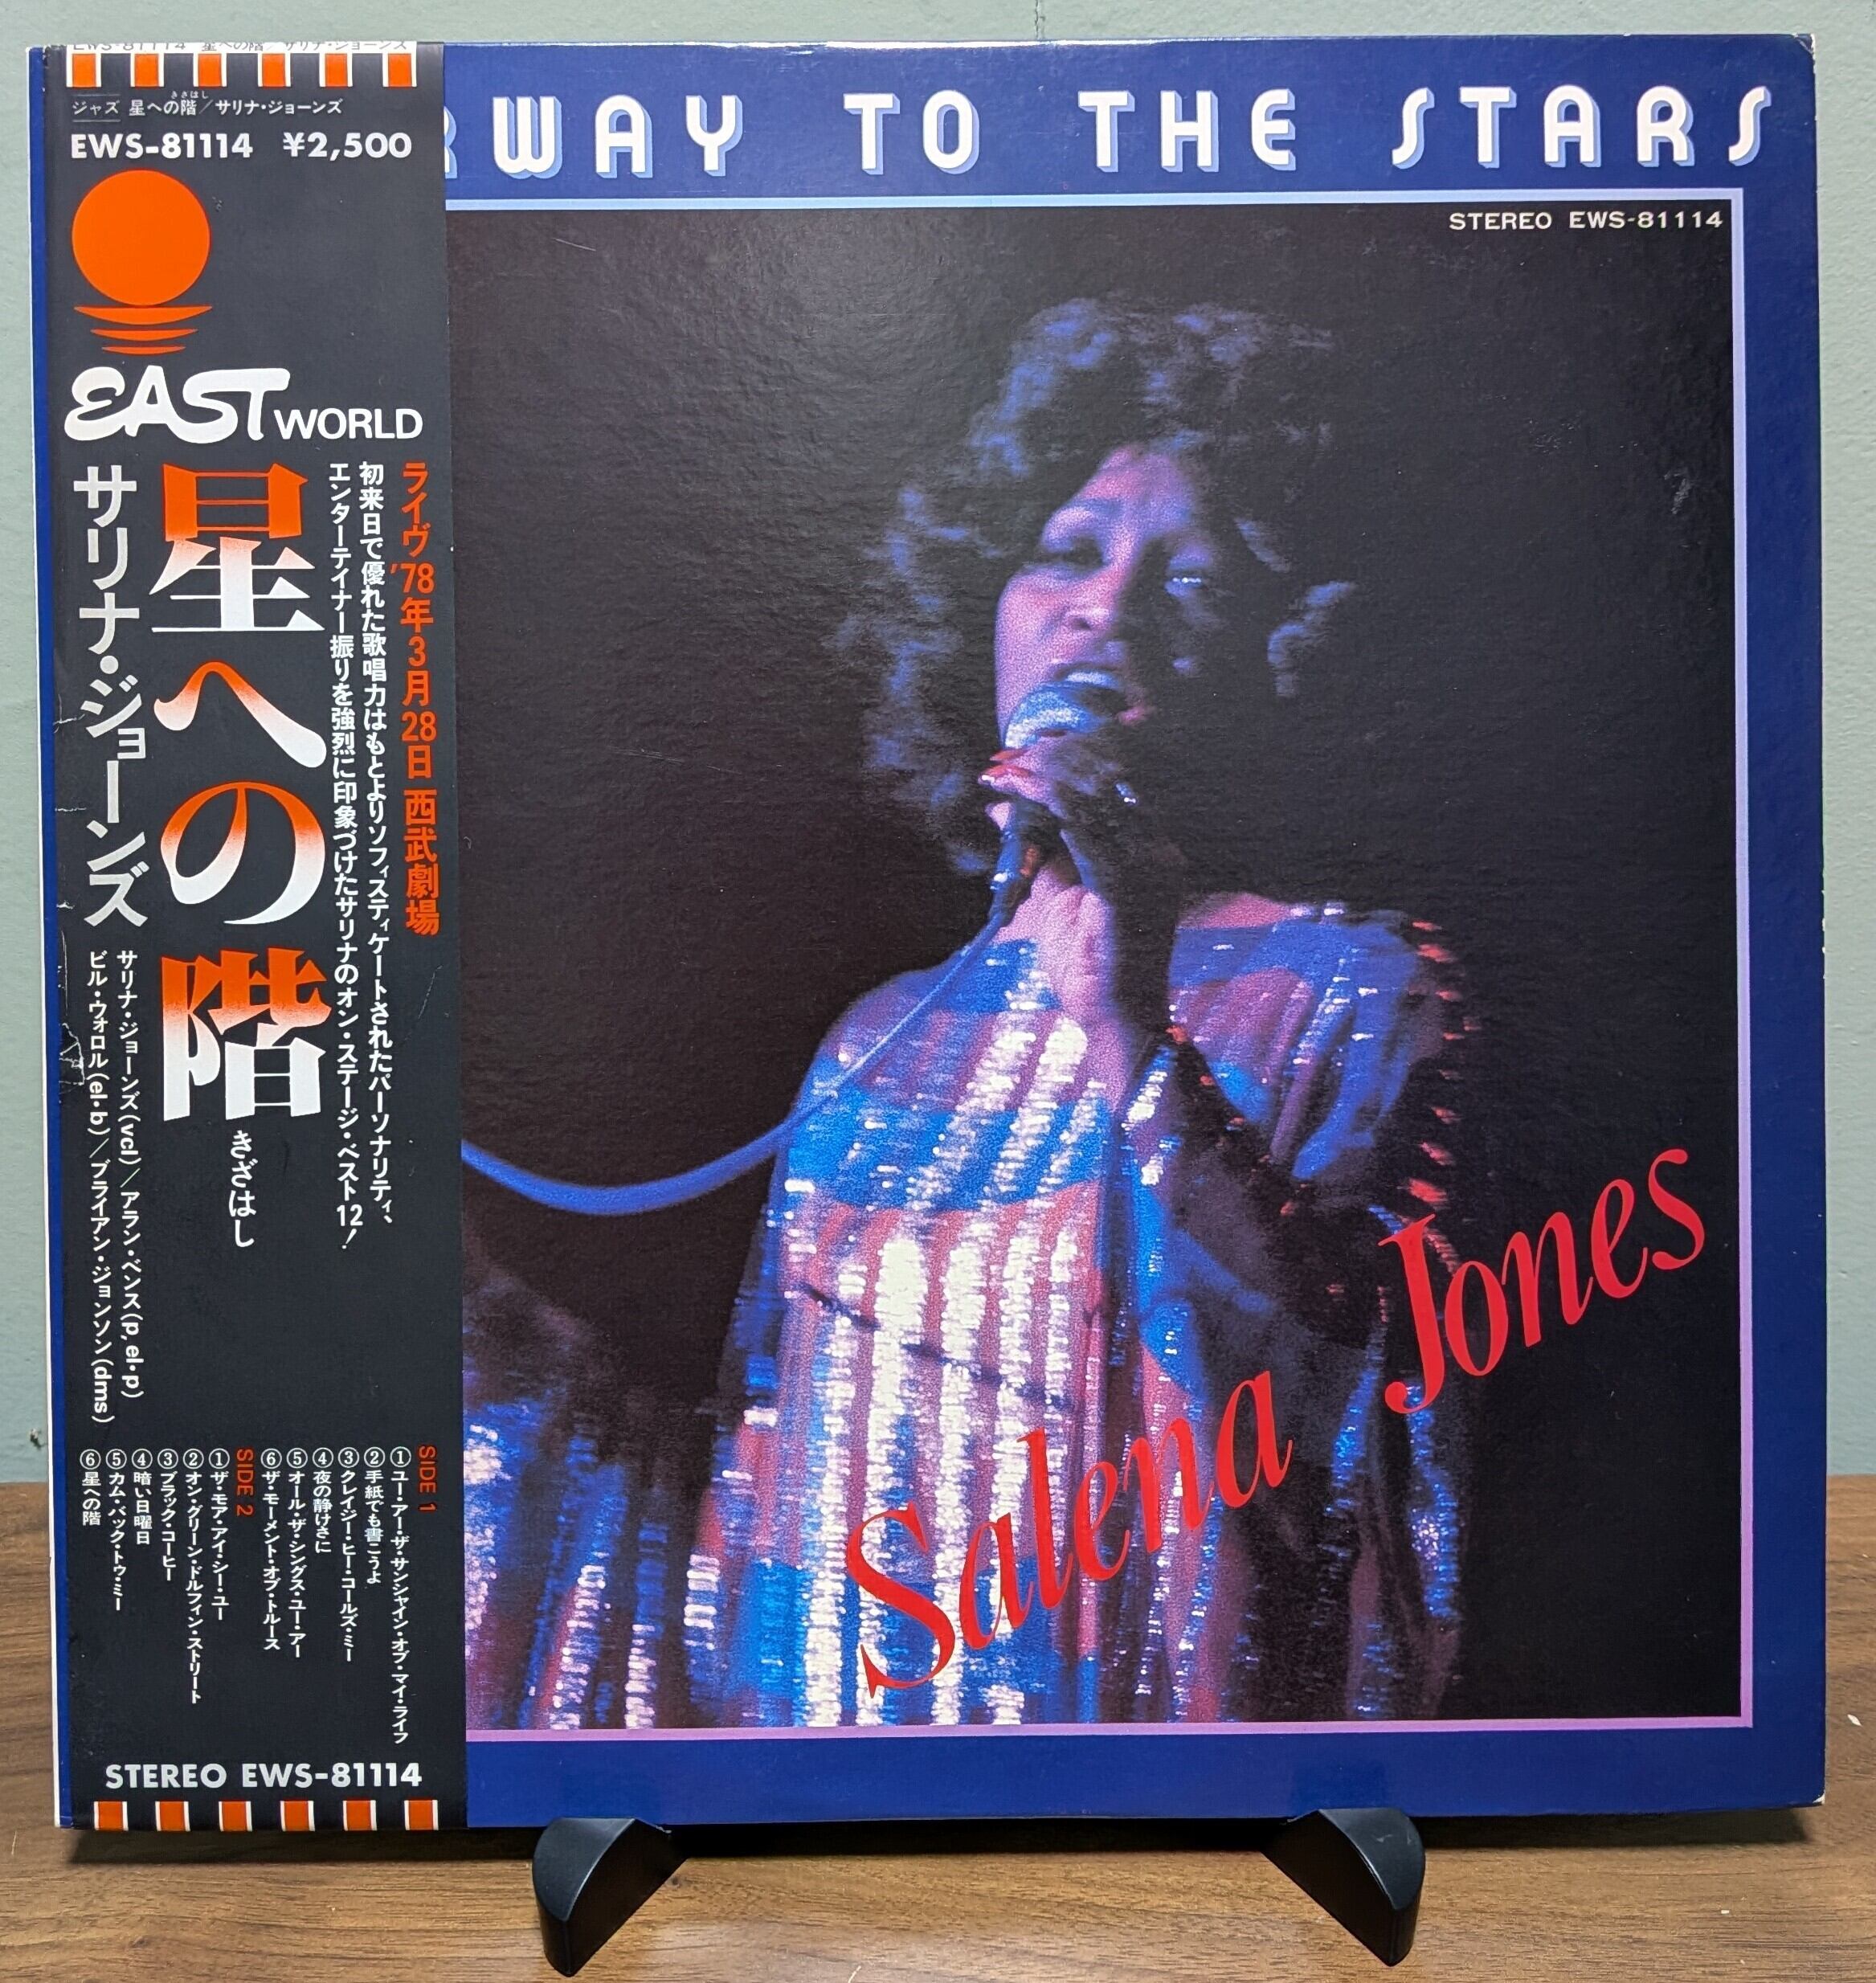 EWS-81114 星への階/サリナ・ジョーンズ
きざはし
ジャズ 星への階/サリナ・ジョーンズ
EWS-81114 ¥2,500
EAST WORLD
ライヴ'78年3月28日 西武劇場
初来日で優れた歌唱力はもとよりソフィスティケートされたパーソナリティ、
エンターテイナー振りを強烈に印象づけたサリナのオン・ステージ・ベスト12!
星への階
きざはし
サリナ・ジョーンズ
サリナ・ジョーンズ(vcl)/アラン・ベンス(p, el・p)
ビル・ウォロル(el・b)/ブライアン・ジョンソン(dms)
SIDE 1
①ユー・アー・ザ・サンシャイン・オブ・マイ・ライフ
②手紙でも書こうよ
③クレイジー・ヒー・コールズ・ミー
④夜の静けさに
⑤オール・ザ・シングス・ユー・アー
⑥ザ・モーメント・オブ・トルース
SIDE 2
①ザ・モア・アイ・シー・ユー
②オン・グリーン・ドルフィン・ストリート
③ブラック・コーヒー
④暗い日曜日
⑤カム・バック・トゥ・ミー
⑥星への階
STEREO EWS-81114
RWAY TO THE STARS
STEREO EWS-81114
Salena Jones